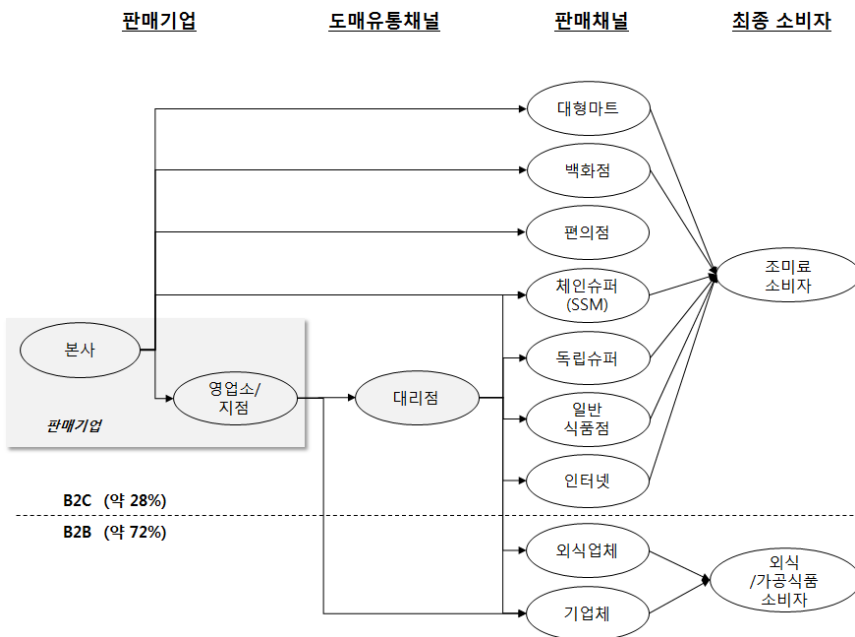 판매기업
도매유통채널
판매채널
최종 소비자
대형마트
백화점
편의점
체인슈퍼
(SSM)
조미료
소비자
본사
독립슈퍼
영업소/
지점
대리점
일반
식품점
판매기업
인터넷
B2C (약 28%)
B2B (약 72%)
외식업체
외식
/가공식품
소비자
기업체